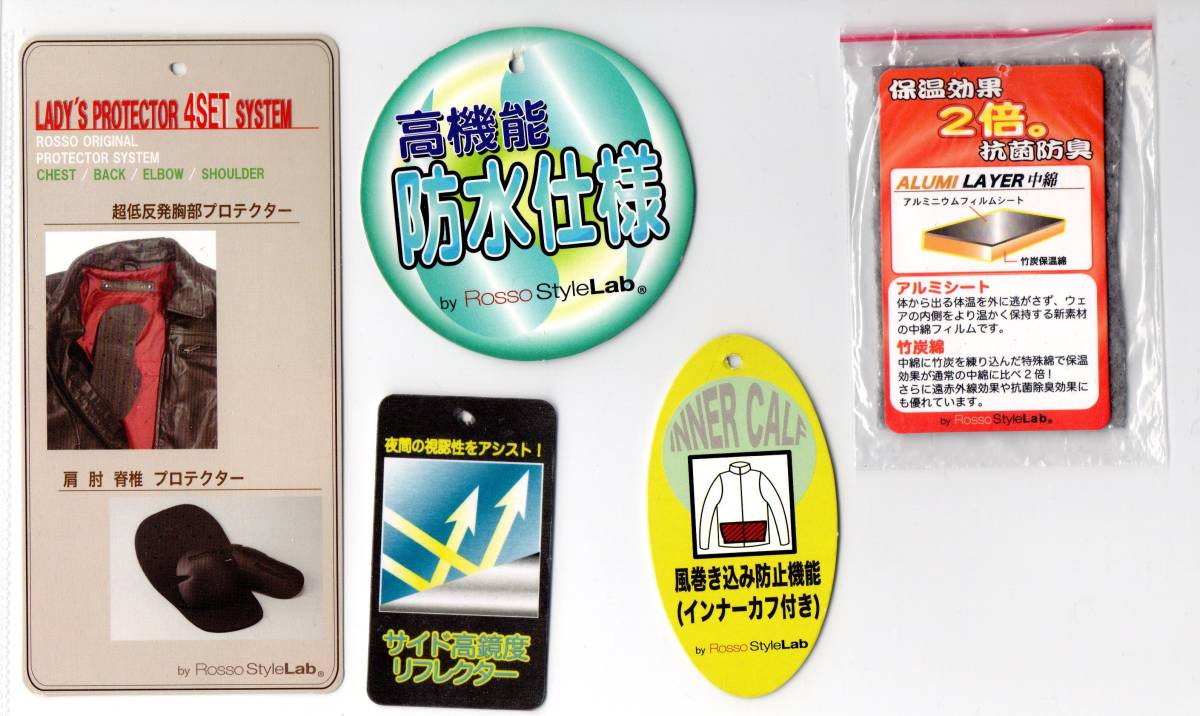 LADY'S PROTECTOR 4SET SYSTEM
ROSSO ORIGINAL
PROTECTOR SYSTEM
CHEST / BACK / ELBOW / SHOULDER
超低反発胸部プロテクター
肩 肘 脊椎 プロテクター
by Rosso StyleLab®
高機能
防水仕様
by Rosso StyleLab®
夜間の視認性をアシスト！
サイド高鏡度
リフレクター
by Rosso StyleLab
INNER CALF
風巻き込み防止機能
(インナーカフ付き)
by Rosso StyleLab
保温効果
2倍。
抗菌防臭
ALUMI LAYER 中綿
アルミニウムフィルムシート
竹炭保温綿
アルミシート
体から出る体温を外に逃がさず、ウェ
アの内側をより温かく保持する新素材
の中綿フィルムです。
竹炭綿
中綿に竹炭を練り込んだ特殊綿で保温
効果が通常の中綿に比べ2倍！
さらに遠赤外線効果や抗菌除臭効果に
も優れています。
by Rosso StyleLab®